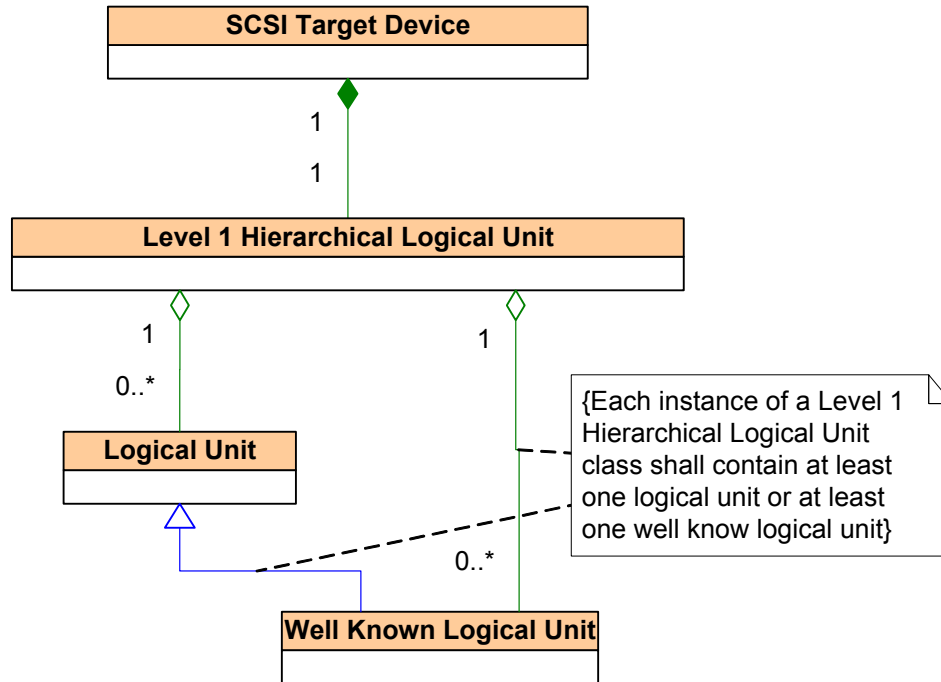 SCSI Target Device
1
1
Level 1 Hierarchical Logical Unit
1
1
0..*
{Each instance of a Level 1
Hierarchical Logical Unit
class shall contain at least
one logical unit or at least
one well know logical unit}
Logical Unit
0..*
Well Known Logical Unit